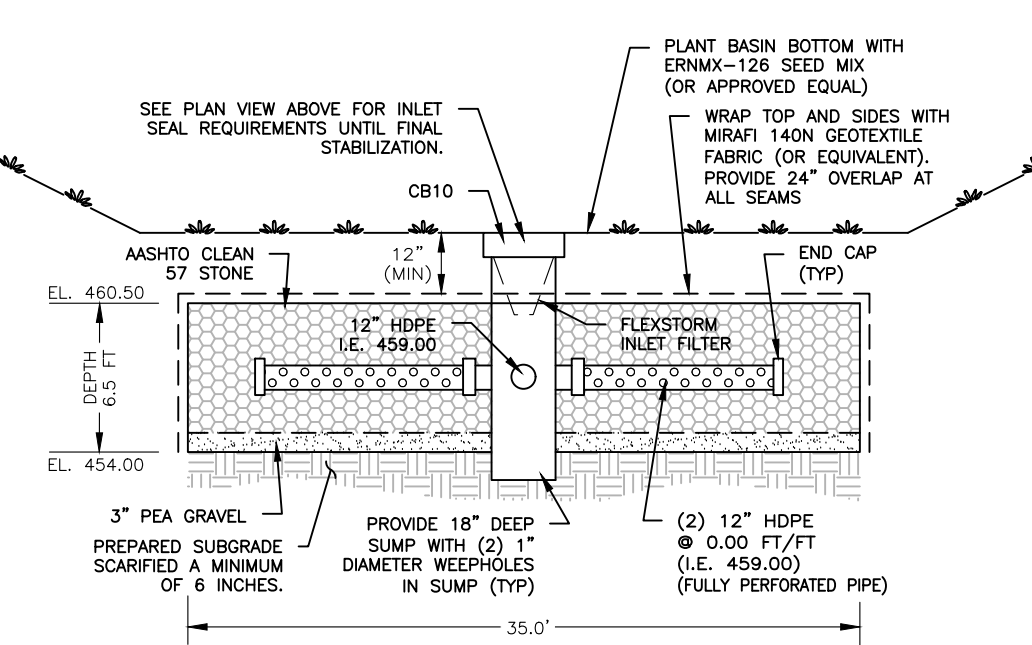 PLANT BASIN BOTTOM WITH
ERNMX-126 SEED MIX
(OR APPROVED EQUAL)
SEE PLAN VIEW ABOVE FOR INLET
SEAL REQUIREMENTS UNTIL FINAL
STABILIZATION.
WRAP TOP AND SIDES WITH
MIRAFI 140N GEOTEXTILE
FABRIC (OR EQUIVALENT).
PROVIDE 24" OVERLAP AT
ALL SEAMS
CB10
AASHTO CLEAN
57 STONE
12"
(MIN)
END CAP
(TYP)
EL. 460.50
12" HDPE
I.E. 459.00
FLEXSTORM
INLET FILTER
DEPTH
6.5 FT
EL. 454.00
3" PEA GRAVEL
PREPARED SUBGRADE
SCARIFIED A MINIMUM
OF 6 INCHES.
PROVIDE 18" DEEP
SUMP WITH (2) 1"
DIAMETER WEEPHOLES
IN SUMP (TYP)
(2) 12" HDPE
@ 0.00 FT/FT
(I.E. 459.00)
(FULLY PERFORATED PIPE)
35.0'